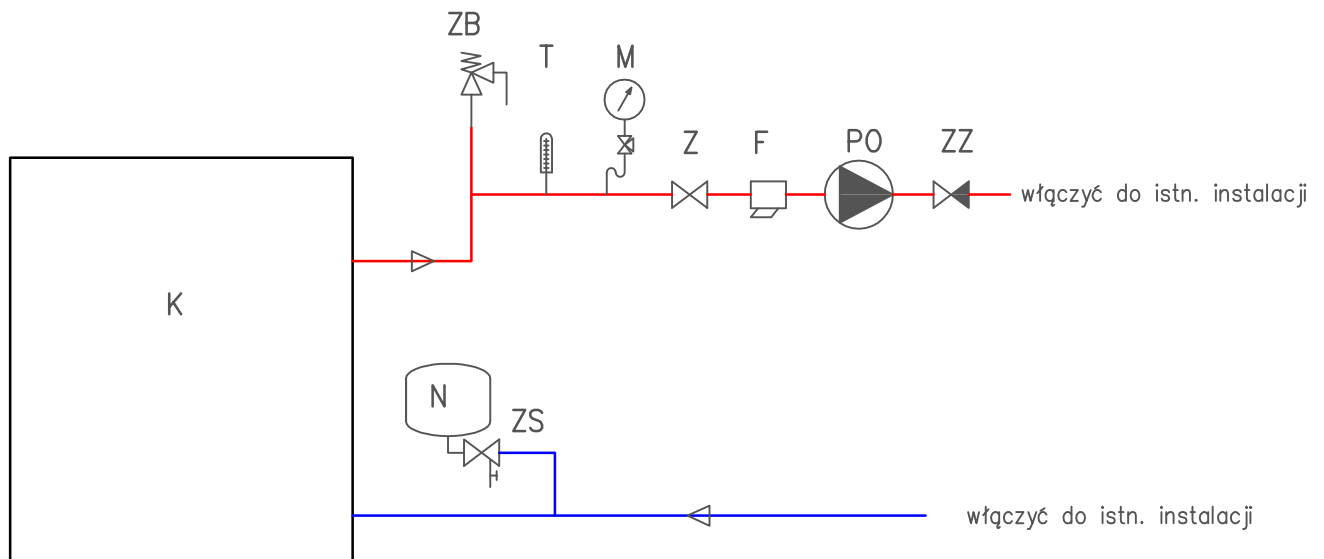 ZB
T
M
Z
F
PO
ZZ
włączyć do istn. instalacji
K
N
ZS
włączyć do istn. instalacji